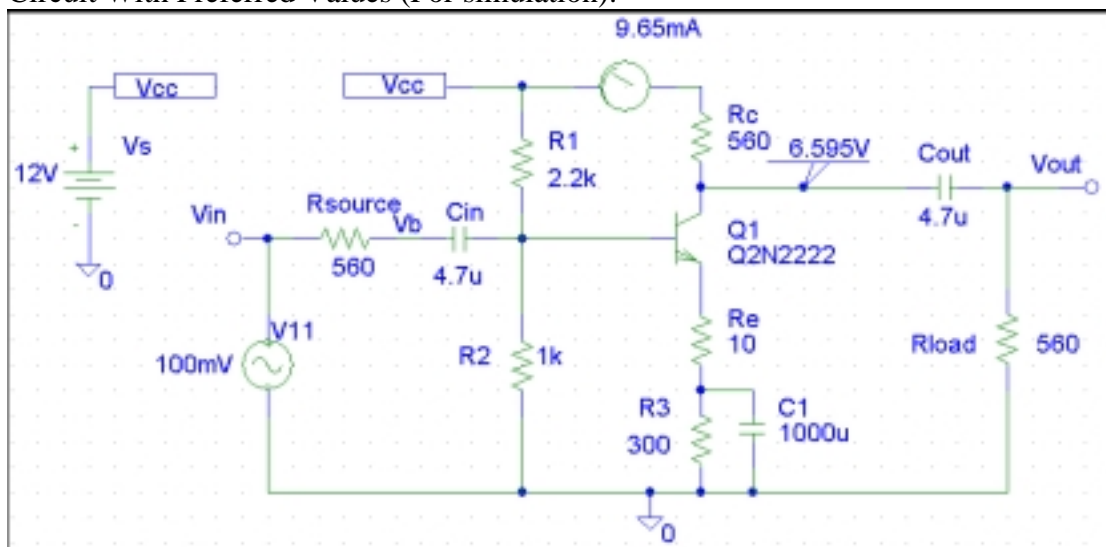 Circuit With Preferred Values (For simulation):
9.65mA
Vcc
Vcc
Rc
560
6.595V
Cout
Vout
4.7u
R1
2.2k
12V
+
Vs
-
0
Vin
Rsource
560
Vb
Cin
4.7u
Q1
Q2N2222
V11
100mV
R2
1k
Re
10
Rload
560
R3
300
C1
1000u
0